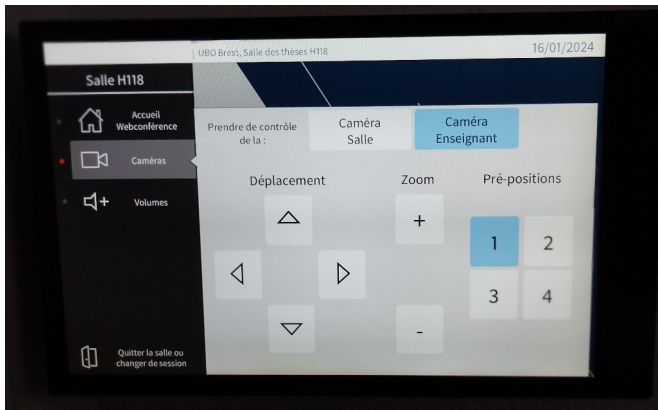 UBO Brest, Salle des thèses H118
16/01/2024
Salle H118
Accueil
Webconférence
Caméras
Volumes
Quitter la salle ou
changer de session
Prendre de contrôle
de la :
Caméra
Salle
Caméra
Enseignant
Déplacement
Zoom
Pré-positions
+
-
1
2
3
4